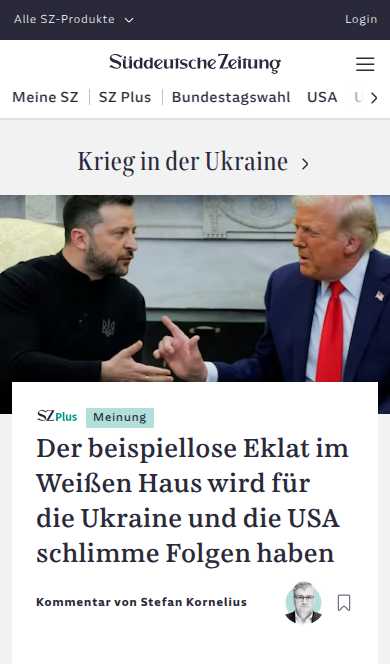 Alle SZ-Produkte
Login
Süddeutsche Zeitung
Meine SZ
SZ Plus
Bundestagswahl
USA
Krieg in der Ukraine
SZ Plus
Meinung
Der beispiellose Eklat im
Weißen Haus wird für
die Ukraine und die USA
schlimme Folgen haben
Kommentar von Stefan Kornelius